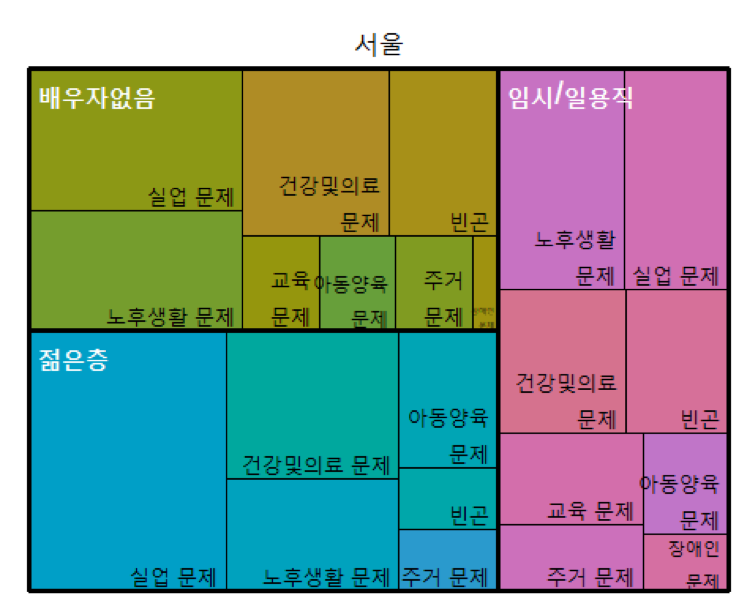 서울
배우자없음
실업 문제
노후생활 문제
건강및의료
문제
빈곤
교육
문제
아동양육
문제
주거
문제
장애인
문제
젊은층
실업 문제
건강및의료 문제
노후생활 문제
아동양육
문제
빈곤
주거 문제
임시/일용직
노후생활
문제
실업 문제
건강및의료
문제
빈곤
교육 문제
주거 문제
아동양육
문제
장애인
문제